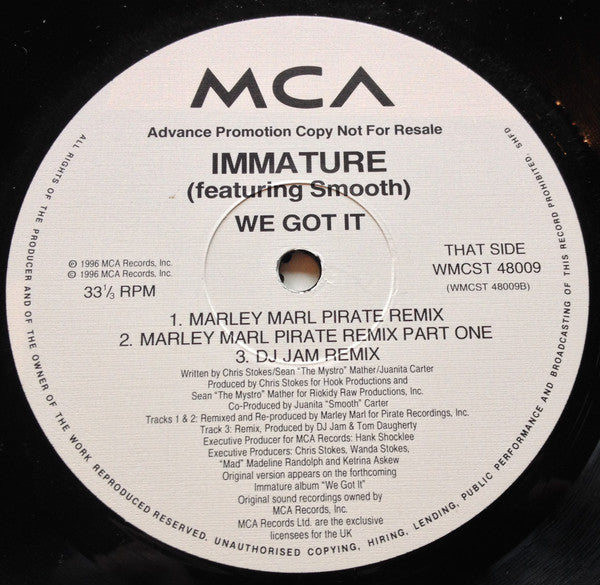 MCA
Advance Promotion Copy Not For Resale
IMMATURE
(featuring Smooth)
WE GOT IT
℗ 1996 MCA Records, Inc.
© 1996 MCA Records, Inc.
33⅓ RPM
THAT SIDE
WMCST 48009
(WMCST 48009B)
1. MARLEY MARL PIRATE REMIX
2. MARLEY MARL PIRATE REMIX PART ONE
3. DJ JAM REMIX
Written by Chris Stokes/Sean "The Mystro" Mather/Juanita Carter
Produced by Chris Stokes for Hook Productions and
Sean "The Mystro" Mather for Rickidy Raw Productions, Inc.
Co-Produced by Juanita "Smooth" Carter
Tracks 1 & 2: Remixed and Re-produced by Marley Marl for Pirate Recordings, Inc.
Track 3: Remix, Produced by DJ Jam & Tom Daugherty
Executive Producer for MCA Records: Hank Shocklee
Executive Producers: Chris Stokes, Wanda Stokes,
"Mad" Madeline Randolph and Ketrina Askew
Original version appears on the forthcoming
Immature album "We Got It"
Original sound recordings owned by
MCA Records, Inc.
MCA Records Ltd. are the exclusive
licensees for the UK
ALL RIGHTS OF THE PRODUCER AND OF THE OWNER OF THE WORK REPRODUCED RESERVED. UNAUTHORISED COPYING, HIRING, LENDING, PUBLIC PERFORMANCE AND BROADCASTING OF THIS RECORD PROHIBITED. SHFD